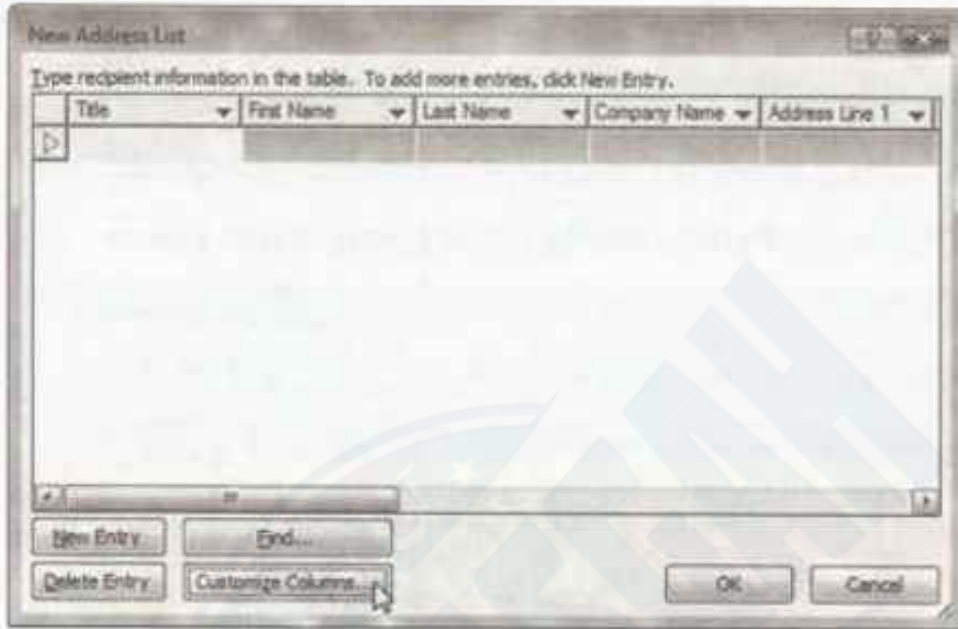 New Address List
Type recipient information in the table. To add more entries, click New Entry.
Title First Name Last Name Company Name Address Line 1
New Entry Find...
Delete Entry Customize Columns... OK Cancel